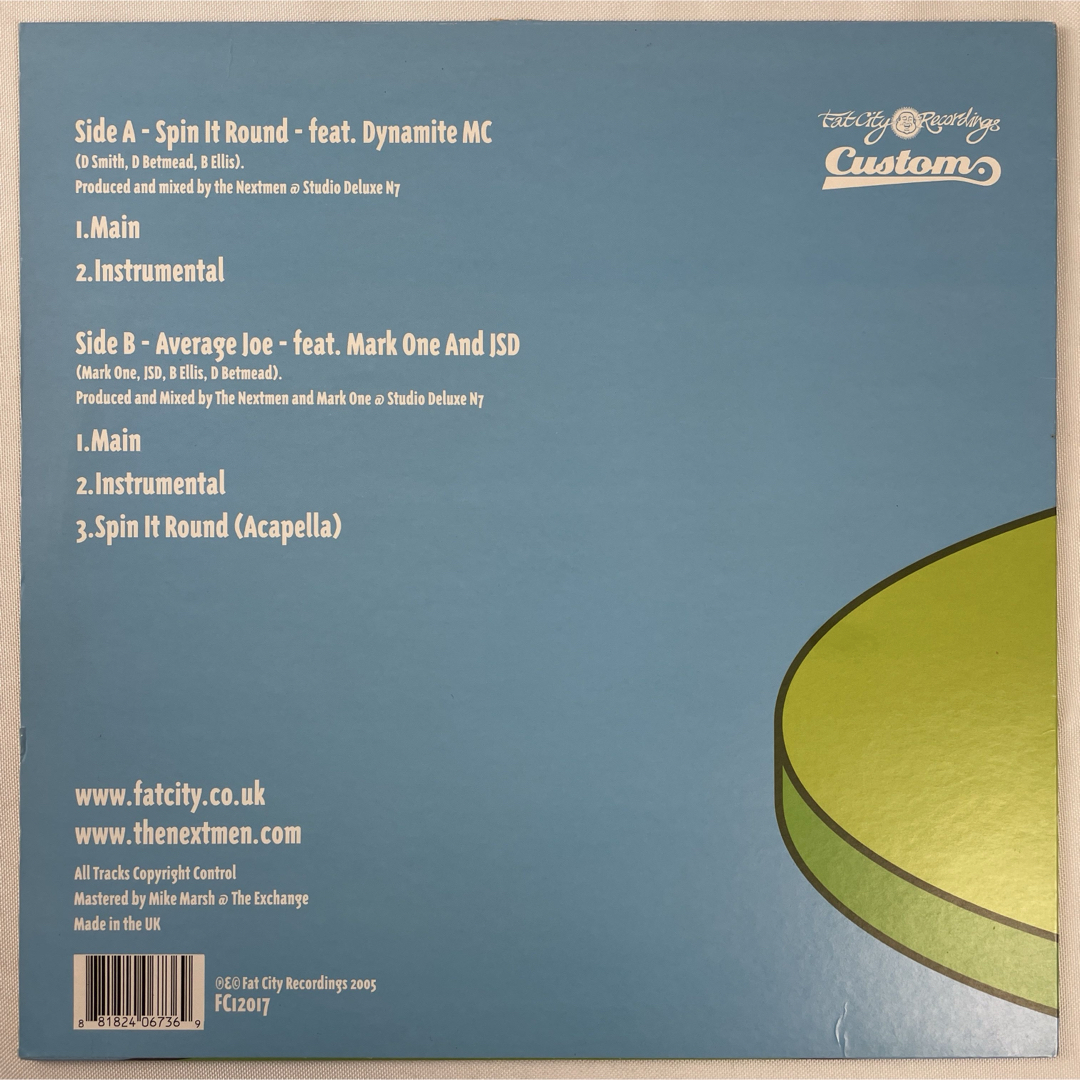 Side A - Spin It Round - feat. Dynamite MC
(D Smith, D Betmead, B Ellis).
Produced and mixed by the Nextmen @ Studio Deluxe N7
1.Main
2.Instrumental
Side B - Average Joe - feat. Mark One And JSD
(Mark One, JSD, B Ellis, D Betmead).
Produced and Mixed by The Nextmen and Mark One @ Studio Deluxe N7
1.Main
2.Instrumental
3.Spin It Round (Acapella)
Fat City Recordings
Custom
www.fatcity.co.uk
www.thenextmen.com
All Tracks Copyright Control
Mastered by Mike Marsh @ The Exchange
Made in the UK
8 81824 06736 9
℗&© Fat City Recordings 2005
FC12017